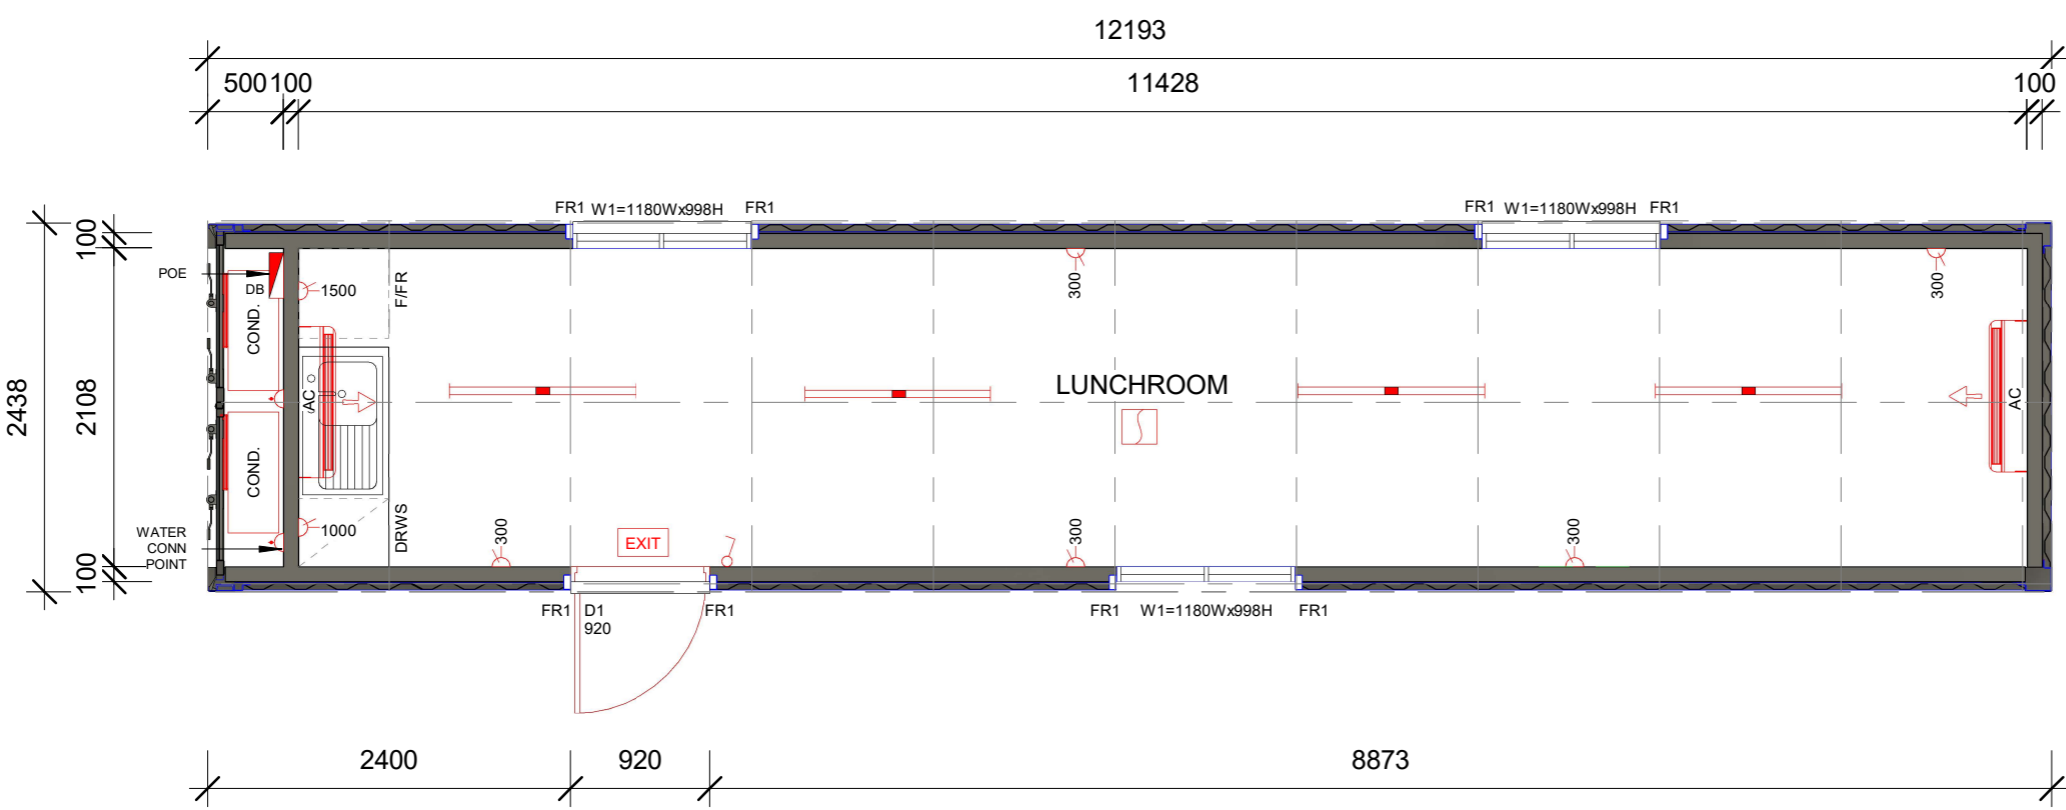 12193
500
100
11428
100
FR1
W1=1180Wx998H
FR1
FR1
W1=1180Wx998H
FR1
2438
100
2108
100
POE
DB
COND.
COND.
WATER
CONN
POINT
1500
F/FR
AC
1000
DRWS
300
300
LUNCHROOM
300
AC
300
EXIT
300
300
FR1
D1
920
FR1
FR1
W1=1180Wx998H
FR1
2400
920
8873